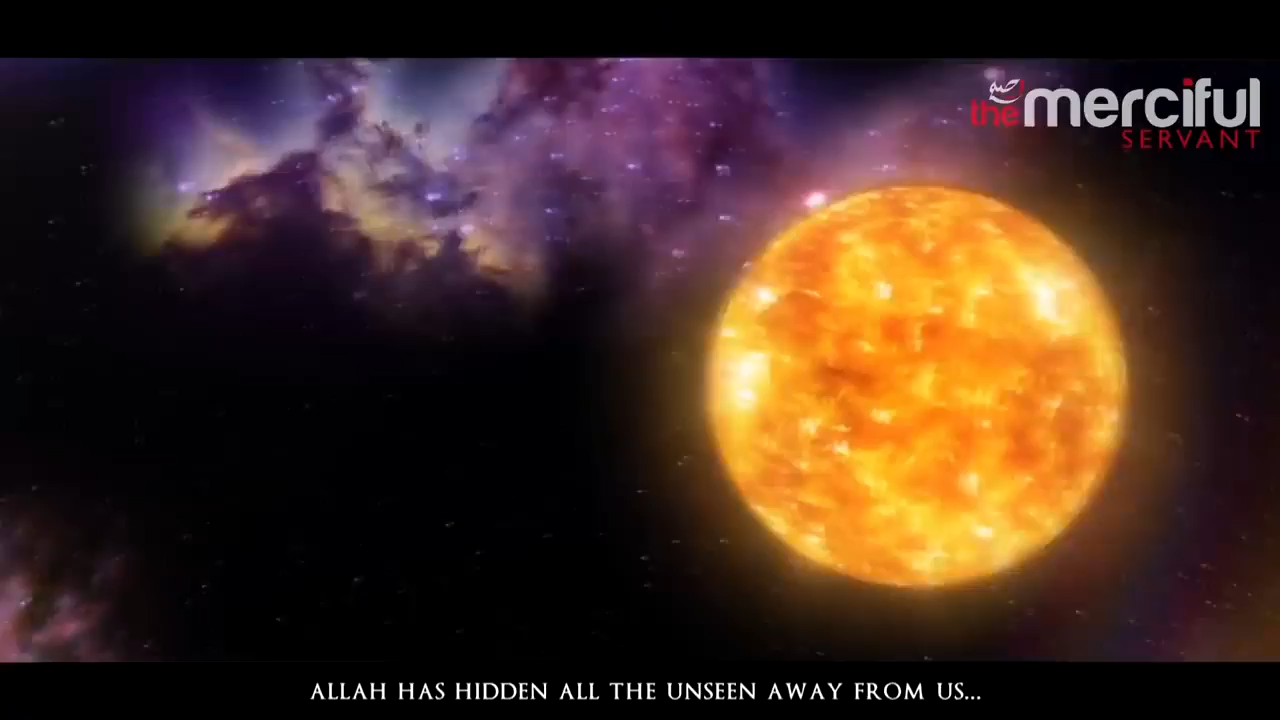 the merciful
SERVANT
ALLAH HAS HIDDEN ALL THE UNSEEN AWAY FROM US...